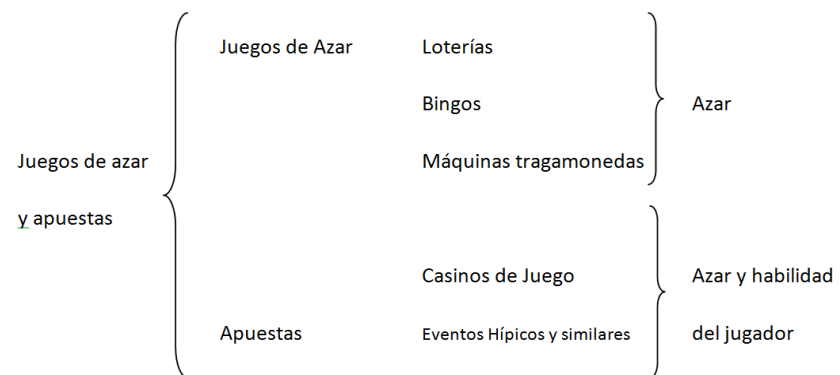 Juegos de Azar Loterías
Bingos Azar
Juegos de azar Máquinas tragamonedas
y apuestas
Casinos de Juego Azar y habilidad
Apuestas Eventos Hípicos y similares del jugador